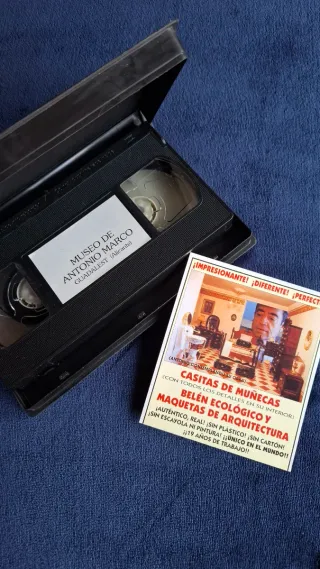 MUSEO DE
ANTONIO MARCO
GUADALEST (Alicante)
¡IMPRESIONANTE! ¡DIFERENTE! ¡PERFECT
CASITAS DE MUÑECAS
(CON TODOS LOS DETALLES EN SU INTERIOR)
BELÉN ECOLÓGICO Y
MAQUETAS DE ARQUITECTURA
¡AUTÉNTICO, REAL! ¡SIN PLASTICO! ¡SIN CARTÓN!
¡SIN ESCAYOLA NI PINTURA! ¡¡ÚNICO EN EL MUNDO!!
¡¡19 AÑOS DE TRABAJO!!